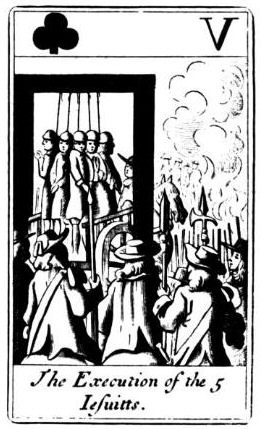 V
The Execution of the 5
Iesuitts.